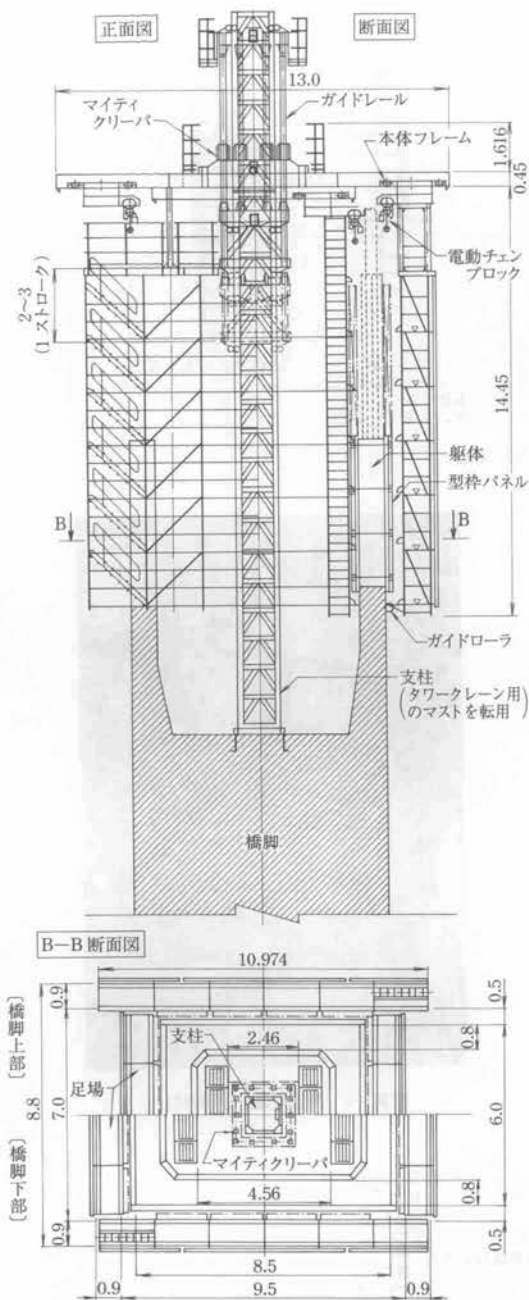 正面図
断面図
13.0
マイティ
クリーパ
ガイドレール
本体フレーム
1.616
0.45
電動チェン
ブロック
2~3
(1ストローク)
14.45
躯体
型枠パネル
B
B
ガイドローラ
支柱
(タワークレーン用
のマストを転用)
橋脚
B−B断面図
10.974
0.9
0.5
〔橋脚上部〕
支柱
2.46
0.8
足場
8.8
7.0
6.0
〔橋脚下部〕
マイティクリーパ
4.56
0.8
0.9
0.5
8.5
0.9
9.5
0.9